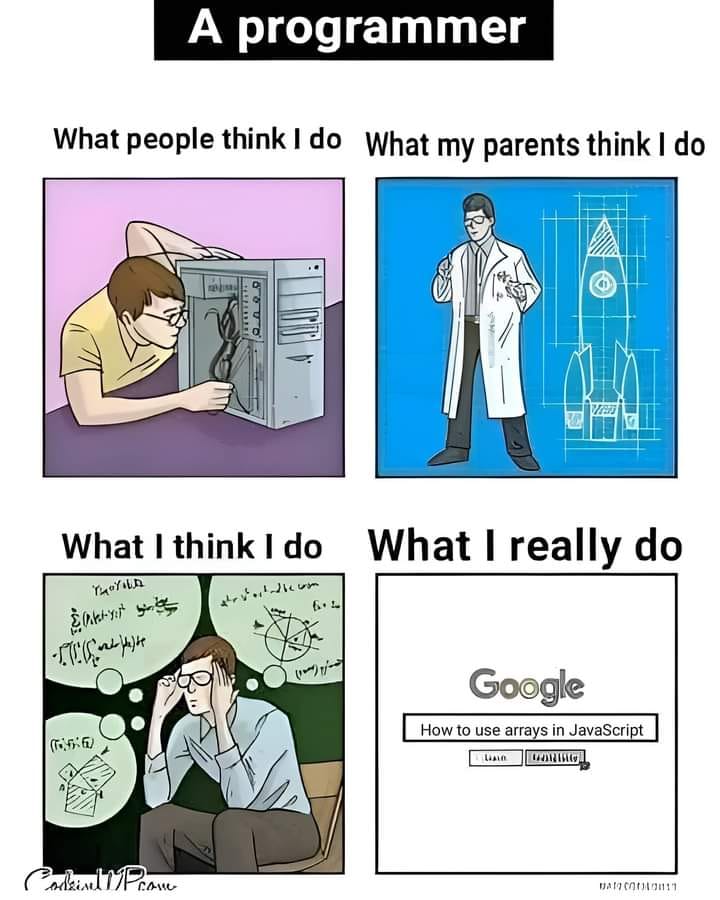 A programmer
What people think I do
What my parents think I do
What I think I do
What I really do
Google
How to use arrays in JavaScript